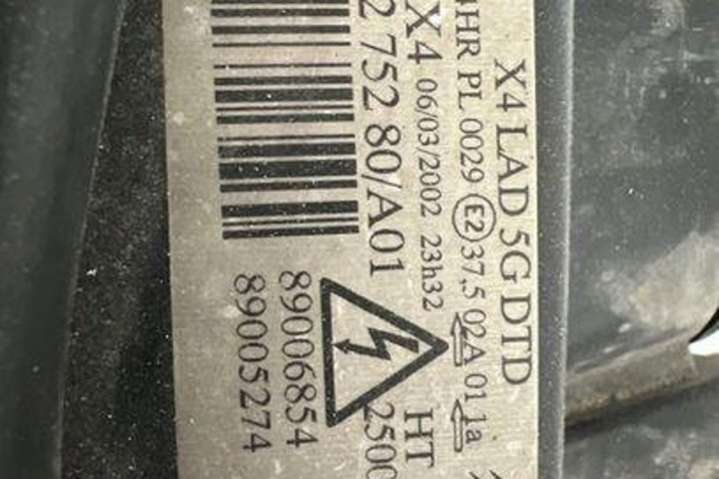 X4 LAD 5G DTD
HR PL 0029 E2 37,5 02A 01 1a
X4 06/03/2002 23h32
2 752 80/A01
HT
2500
89006854
89005274